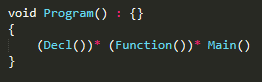 void Program() : {}
{
    (Decl())* (Function())* Main()
}